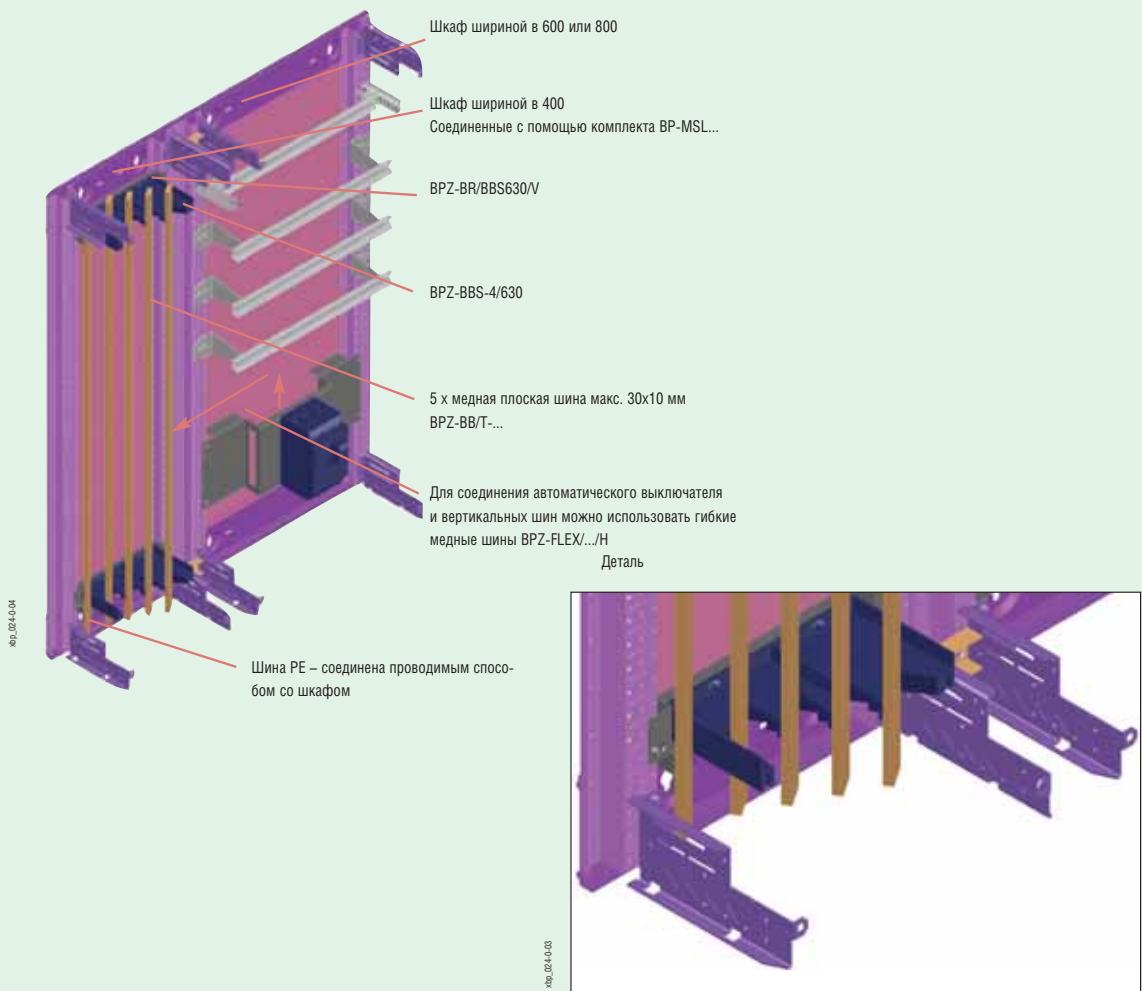 Шкаф шириной в 600 или 800
Шкаф шириной в 400
Соединенные с помощью комплекта BP-MSL...
BPZ-BR/BBS630/V
BPZ-BBS-4/630
5 x медная плоская шина макс. 30x10 мм
BPZ-BB/T-...
Для соединения автоматического выключателя
и вертикальных шин можно использовать гибкие
медные шины BPZ-FLEX/.../H
Деталь
xbp_024-0-04
Шина PE – соединена проводимым спосо-
бом со шкафом
xbp_024-0-03